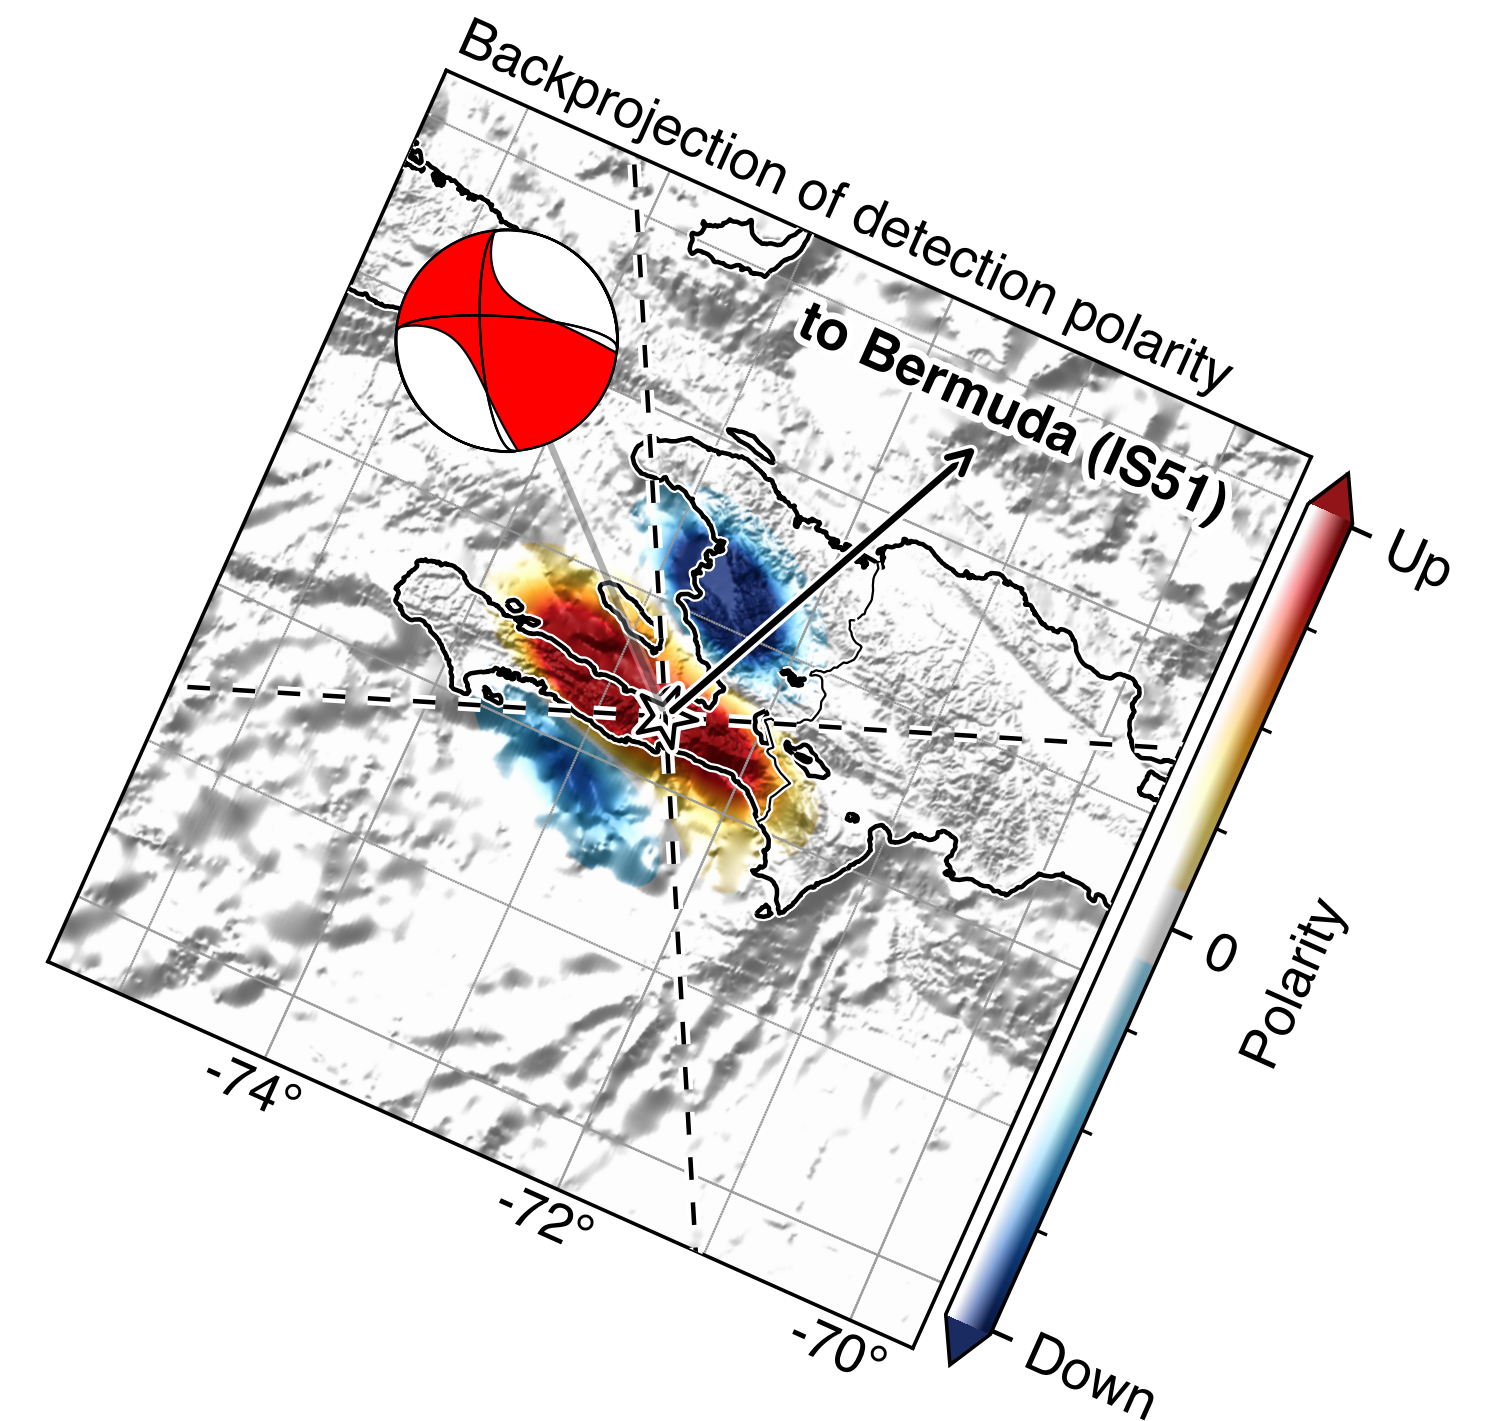 Backprojection of detection polarity
to Bermuda (IS51)
Up
0
Polarity
Down
-74°
-72°
-70°